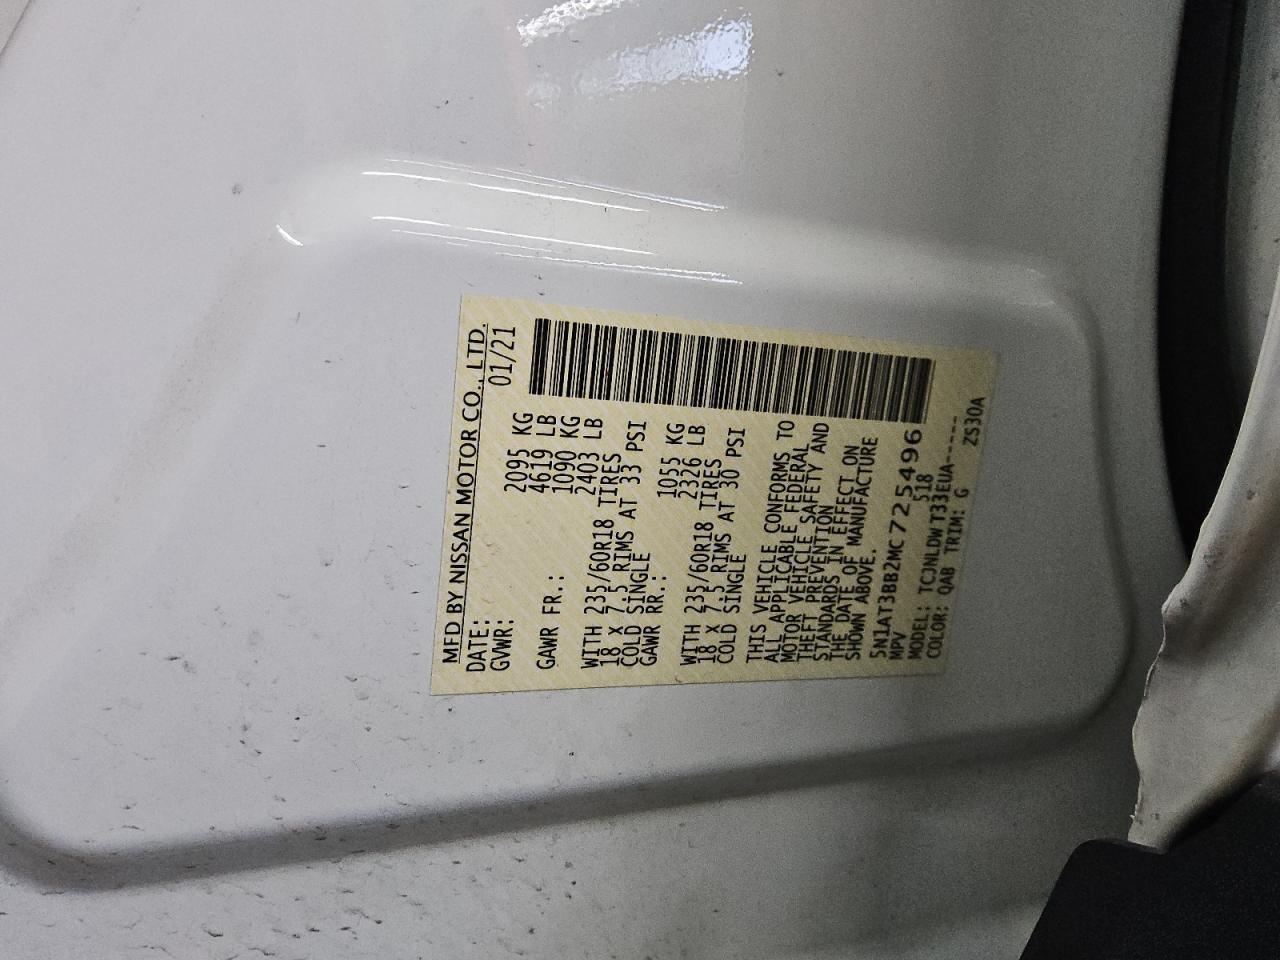 MFD BY NISSAN MOTOR CO., LTD.
DATE: 01/21
GVWR: 2095 KG
4619 LB
GAWR FR.: 1090 KG
2403 LB
WITH 235/60R18 TIRES
18 X 7.5 RIMS AT 33 PSI
COLD SINGLE
GAWR RR.: 1055 KG
2326 LB
WITH 235/60R18 TIRES
18 X 7.5 RIMS AT 30 PSI
COLD SINGLE
THIS VEHICLE CONFORMS TO
ALL APPLICABLE FEDERAL
MOTOR VEHICLE SAFETY AND
THEFT PREVENTION
STANDARDS IN EFFECT ON
THE DATE OF MANUFACTURE
SHOWN ABOVE.
5N1AT3BB2MC725496
MPV 518
MODEL: TCJNLDWT33EUA-----
COLOR: QAB TRIM: G ZS30A